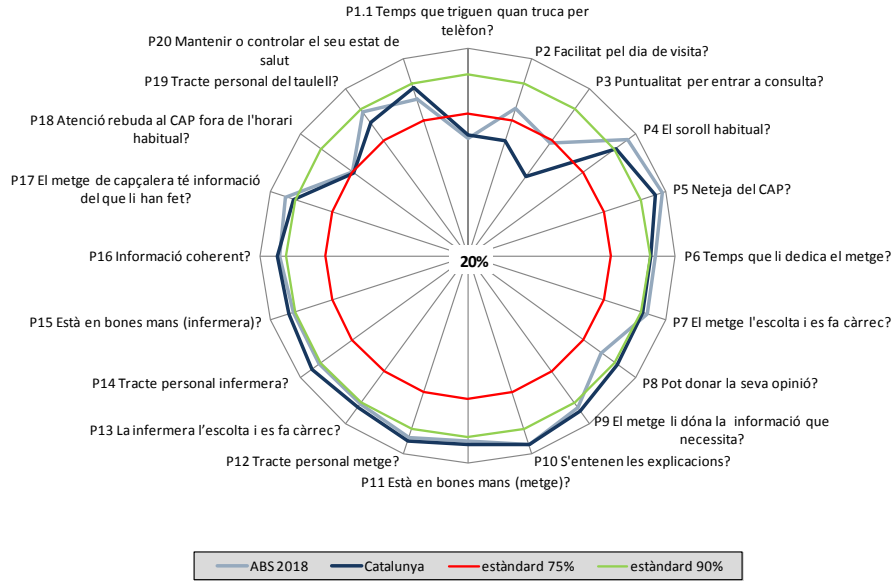 P1.1 Temps que triguen quan truca per
telèfon?
P2 Facilitat pel dia de visita?
P3 Puntualitat per entrar a consulta?
P4 El soroll habitual?
P5 Neteja del CAP?
P6 Temps que li dedica el metge?
P7 El metge l'escolta i es fa càrrec?
P8 Pot donar la seva opinió?
P9 El metge li dóna la informació que
necessita?
P10 S'entenen les explicacions?
P11 Està en bones mans (metge)?
P12 Tracte personal metge?
P13 La infermera l’escolta i es fa càrrec?
P14 Tracte personal infermera?
P15 Està en bones mans (infermera)?
P16 Informació coherent?
P17 El metge de capçalera té informació
del que li han fet?
P18 Atenció rebuda al CAP fora de l'horari
habitual?
P19 Tracte personal del taulell?
P20 Mantenir o controlar el seu estat de
salut
20%
ABS 2018
Catalunya
estàndard 75%
estàndard 90%